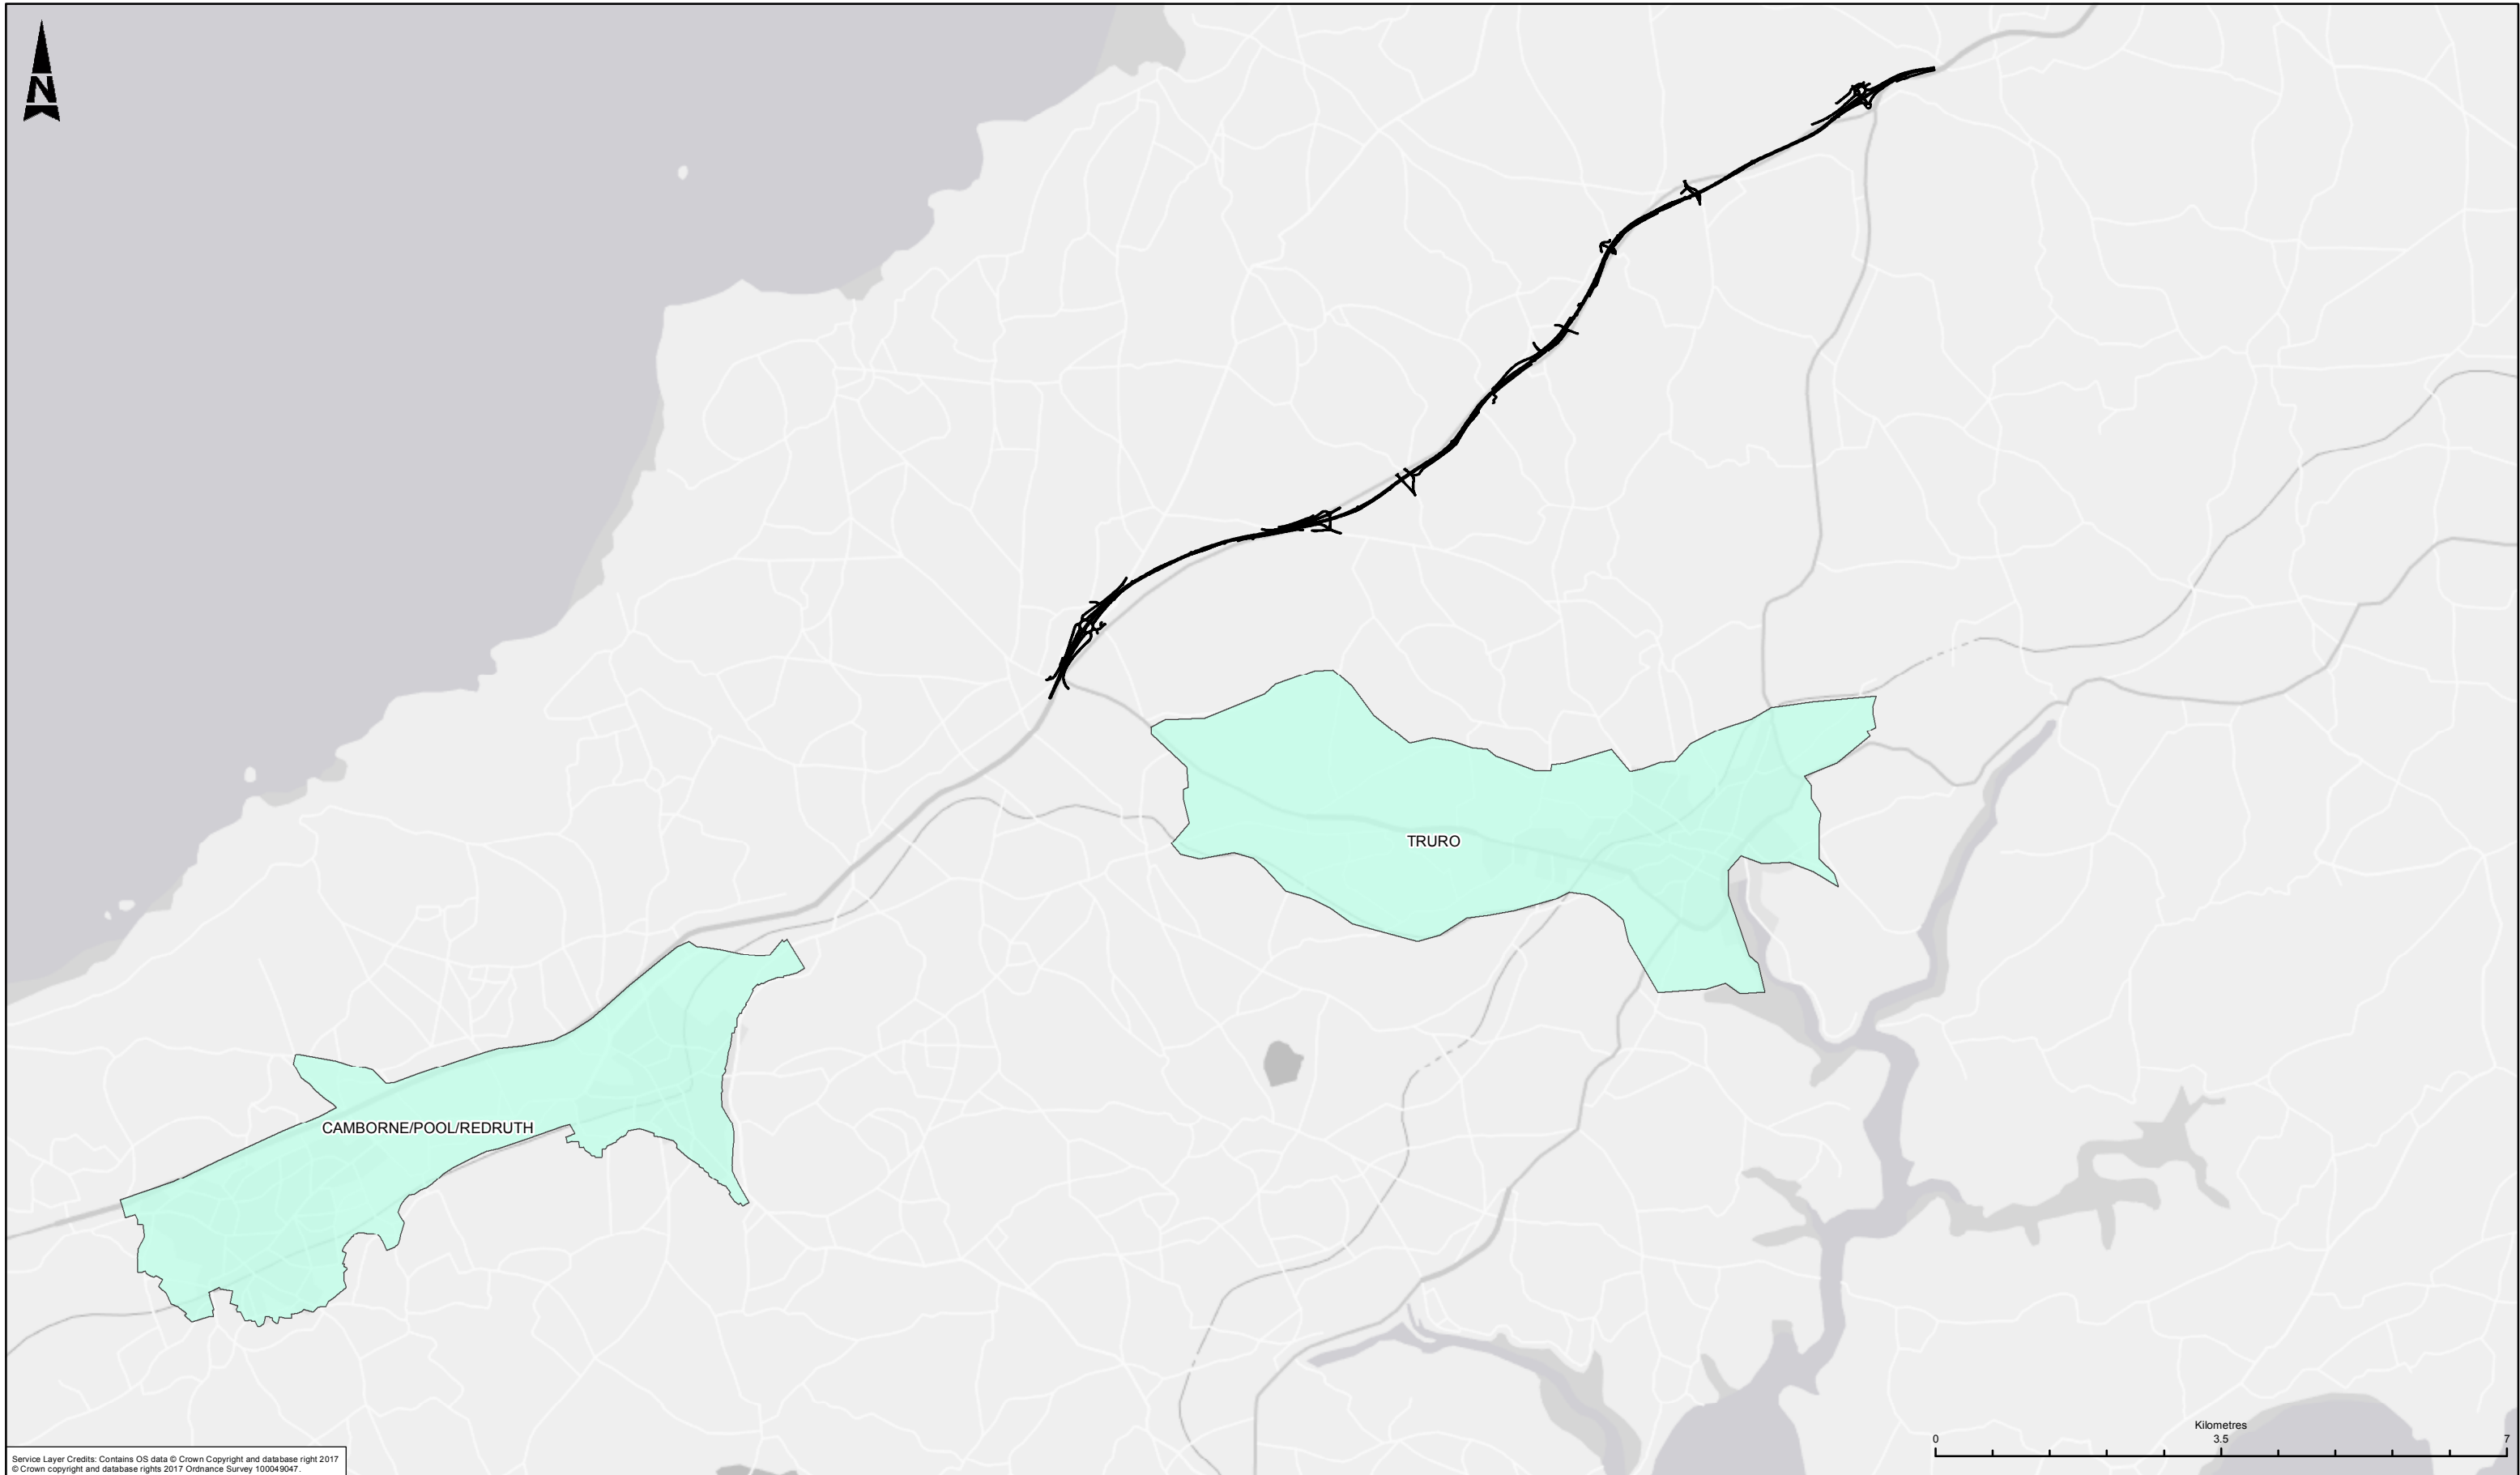 N
TRURO
CAMBORNE/POOL/REDRUTH
Kilometres
0 3.5 7
Service Layer Credits: Contains OS data © Crown Copyright and database right 2017
© Crown copyright and database rights 2017 Ordnance Survey 100049047.